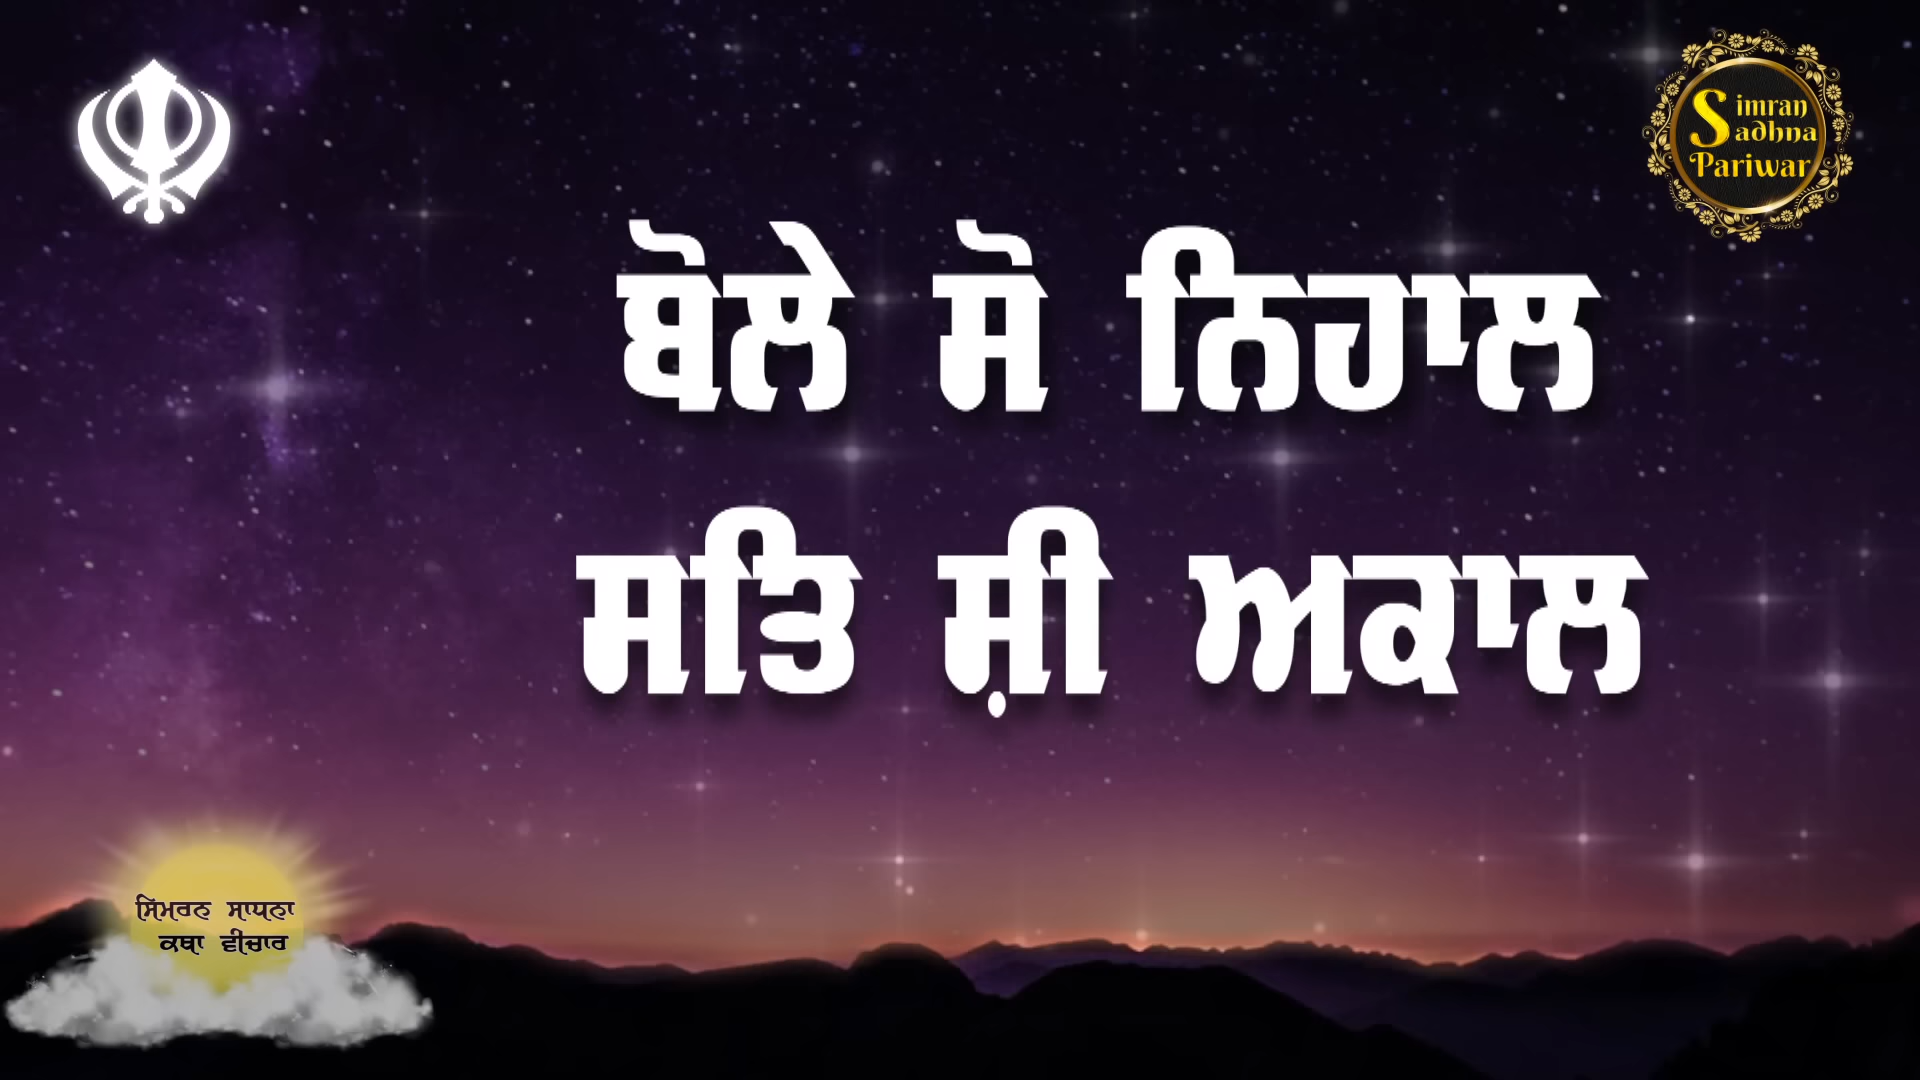 Simran
Sadhna
Pariwar
ਬੋਲੇ ਸੋ ਨਿਹਾਲ
ਸਤਿ ਸ਼੍ਰੀ ਅਕਾਲ
ਸਿਮਰਨ ਸਾਧਨਾ
ਕਥਾ ਵੀਚਾਰ